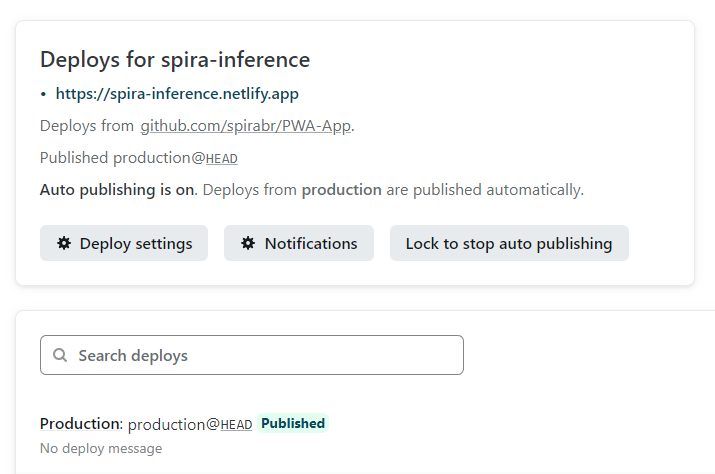 Deploys for spira-inference
• https://spira-inference.netlify.app
Deploys from github.com/spirabr/PWA-App.
Published production@HEAD
Auto publishing is on. Deploys from production are published automatically.
Deploy settings
Notifications
Lock to stop auto publishing
Search deploys
Production: production@HEAD Published
No deploy message